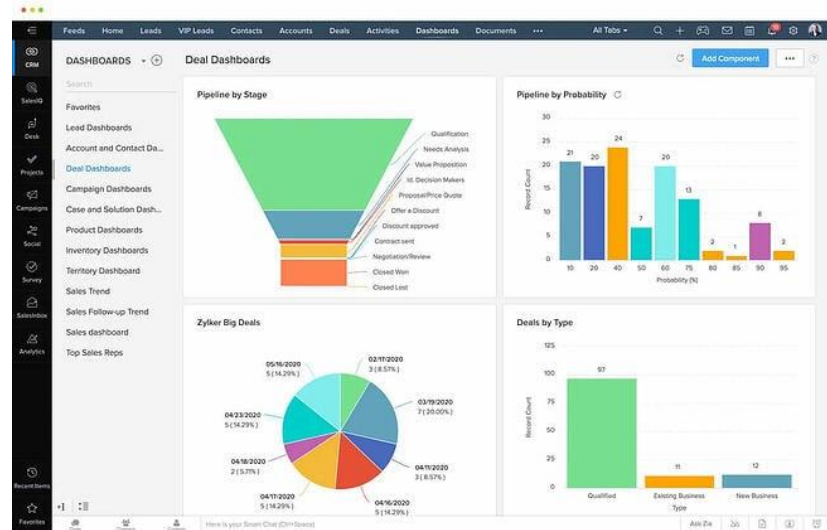 Feeds Home Leads VIP Leads Contacts Accounts Deals Activities Dashboards Documents ••• All Tabs
CRM
SalesIQ
Desk
Projects
Campaigns
Social
Survey
SalesInbox
Analytics
Recent Items
Favorites
DASHBOARDS
Search
Favorites
Lead Dashboards
Account and Contact Da...
Deal Dashboards
Campaign Dashboards
Case and Solution Dash...
Product Dashboards
Inventory Dashboards
Territory Dashboard
Sales Trend
Sales Follow-up Trend
Sales dashboard
Top Sales Reps
Deal Dashboards
Add Component
•••
Pipeline by Stage
Qualification
Needs Analysis
Value Proposition
Id. Decision Makers
Proposal/Price Quote
Offer a Discount
Discount approved
Contract sent
Negotiation/Review
Closed Won
Closed Lost
Pipeline by Probability
Record Count
30
25
20
15
10
5
0
21 20 24 7 20 13 2 1 8 2
10 20 40 50 60 75 80 85 90 95
Probability (%)
Zylker Big Deals
02/17/2020
3 ( 8.57% )
03/19/2020
7 ( 20.00% )
04/11/2020
3 ( 8.57% )
04/16/2020
5 ( 14.29% )
04/17/2020
5 ( 14.29% )
04/18/2020
2 ( 5.71% )
04/23/2020
5 ( 14.29% )
05/16/2020
5 ( 14.29% )
Deals by Type
Record Count
125
100
75
50
25
0
97 11 12
Qualified Existing Business New Business
Type
Here is your Smart Chat (Ctrl+Space)
Ask Zia